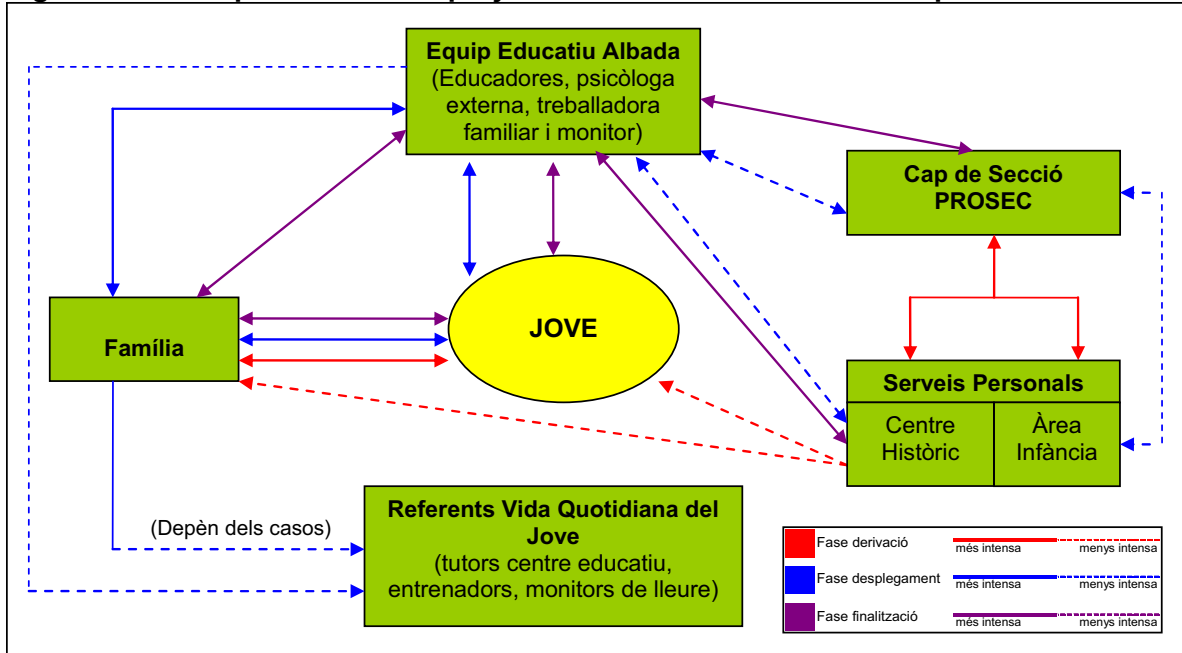 Equip Educatiu Albada
(Educadores, psicòloga
externa, treballadora
familiar i monitor)
Cap de Secció
PROSEC
JOVE
Família
Serveis Personals
Centre
Històric
Àrea
Infància
Referents Vida Quotidiana del
Jove
(tutors centre educatiu,
entrenadors, monitors de lleure)
(Depèn dels casos)
Fase derivació
més intensa
menys intensa
Fase desplegament
més intensa
menys intensa
Fase finalització
més intensa
menys intensa